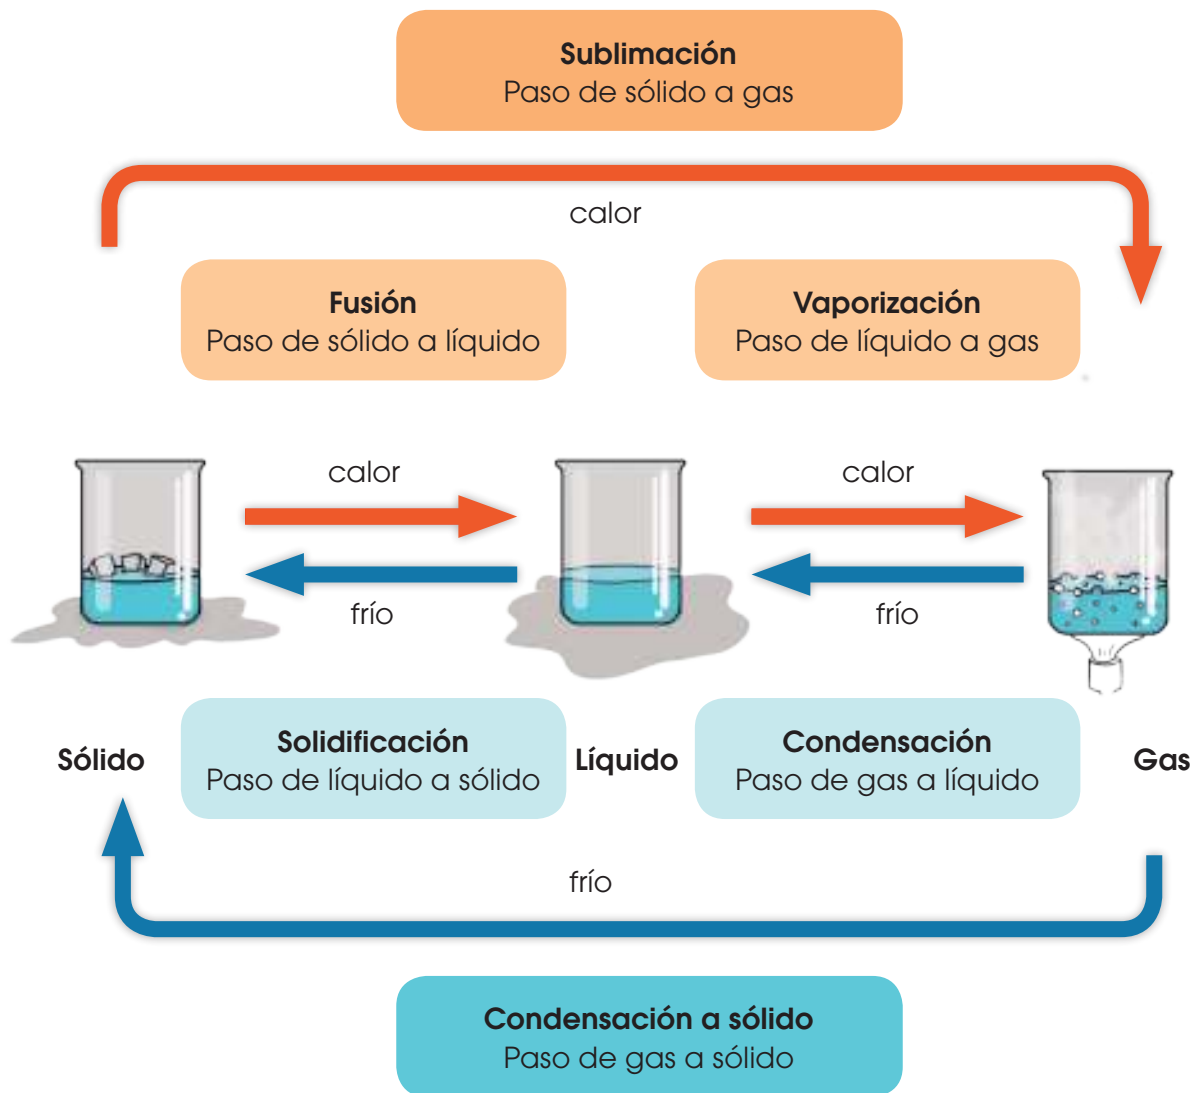 Sublimación
Paso de sólido a gas
calor
Fusión
Paso de sólido a líquido
Vaporización
Paso de líquido a gas
calor
calor
frío
frío
Sólido
Solidificación
Paso de líquido a sólido
Líquido
Condensación
Paso de gas a líquido
Gas
frío
Condensación a sólido
Paso de gas a sólido